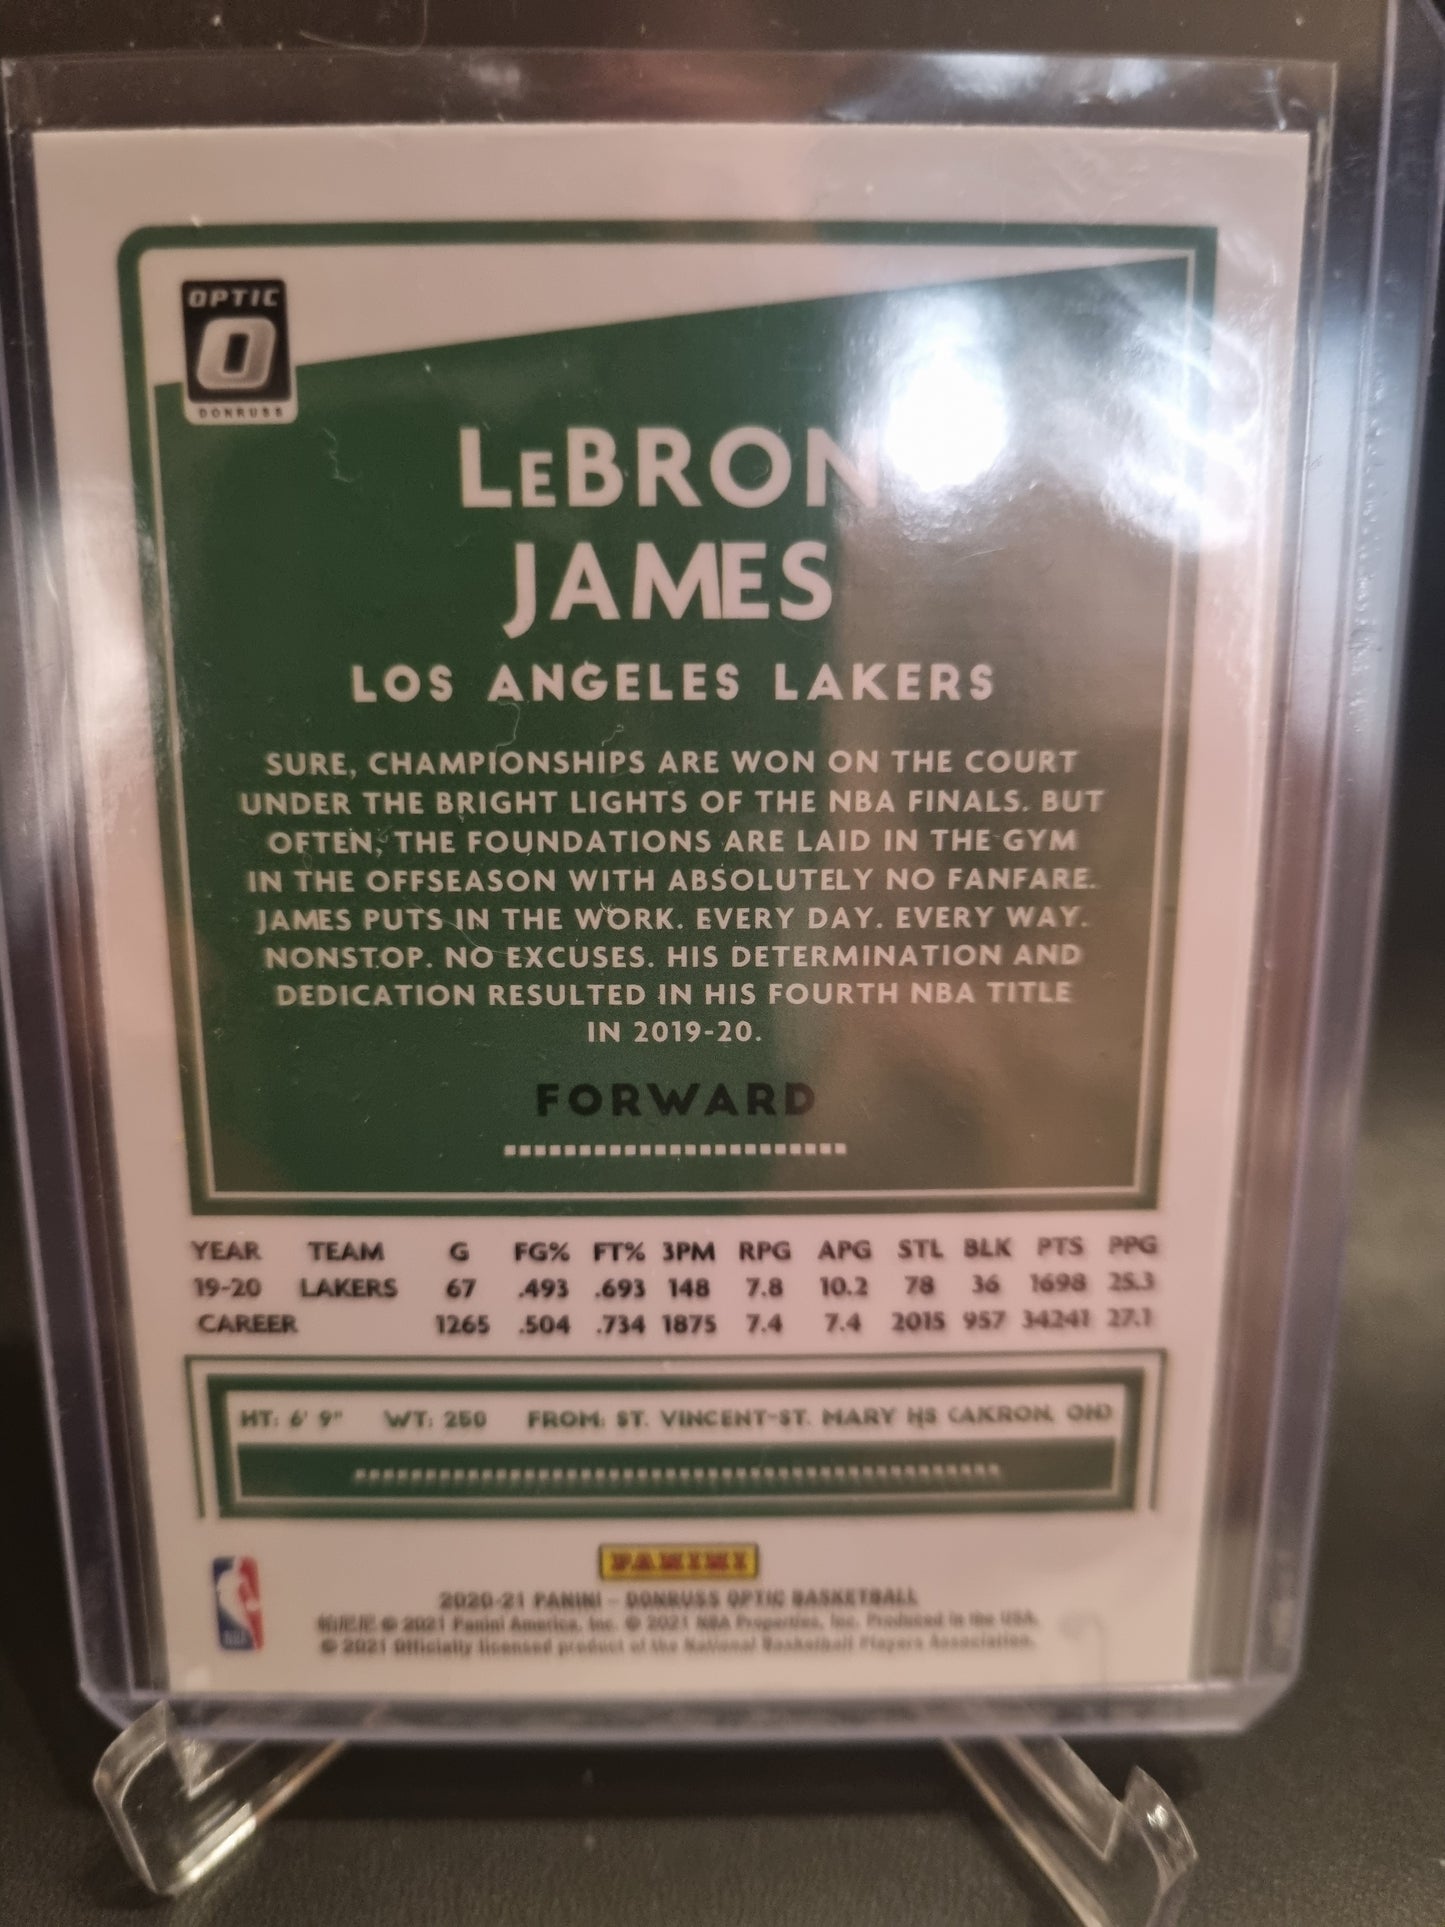 OPTIC
DONRUSS
LeBRON
JAMES
LOS ANGELES LAKERS
SURE, CHAMPIONSHIPS ARE WON ON THE COURT
UNDER THE BRIGHT LIGHTS OF THE NBA FINALS. BUT
OFTEN, THE FOUNDATIONS ARE LAID IN THE GYM
IN THE OFFSEASON WITH ABSOLUTELY NO FANFARE.
JAMES PUTS IN THE WORK. EVERY DAY. EVERY WAY.
NONSTOP. NO EXCUSES. HIS DETERMINATION AND
DEDICATION RESULTED IN HIS FOURTH NBA TITLE
IN 2019-20.
FORWARD
YEAR TEAM G FG% FT% 3PM RPG APG STL BLK PTS PPG
19-20 LAKERS 67 .493 .693 148 7.8 10.2 78 36 1698 25.3
CAREER 1265 .504 .734 1875 7.4 7.4 2015 957 34241 27.1
HT: 6' 9" WT: 250 FROM: ST. VINCENT-ST. MARY HS (AKRON, OH)
PANINI
2020-21 PANINI - DONRUSS OPTIC BASKETBALL
© 2021 Panini America, Inc. © 2021 NBA Properties, Inc. Produced in the USA.
© 2021 Officially licensed product of the National Basketball Players Association.
NBA